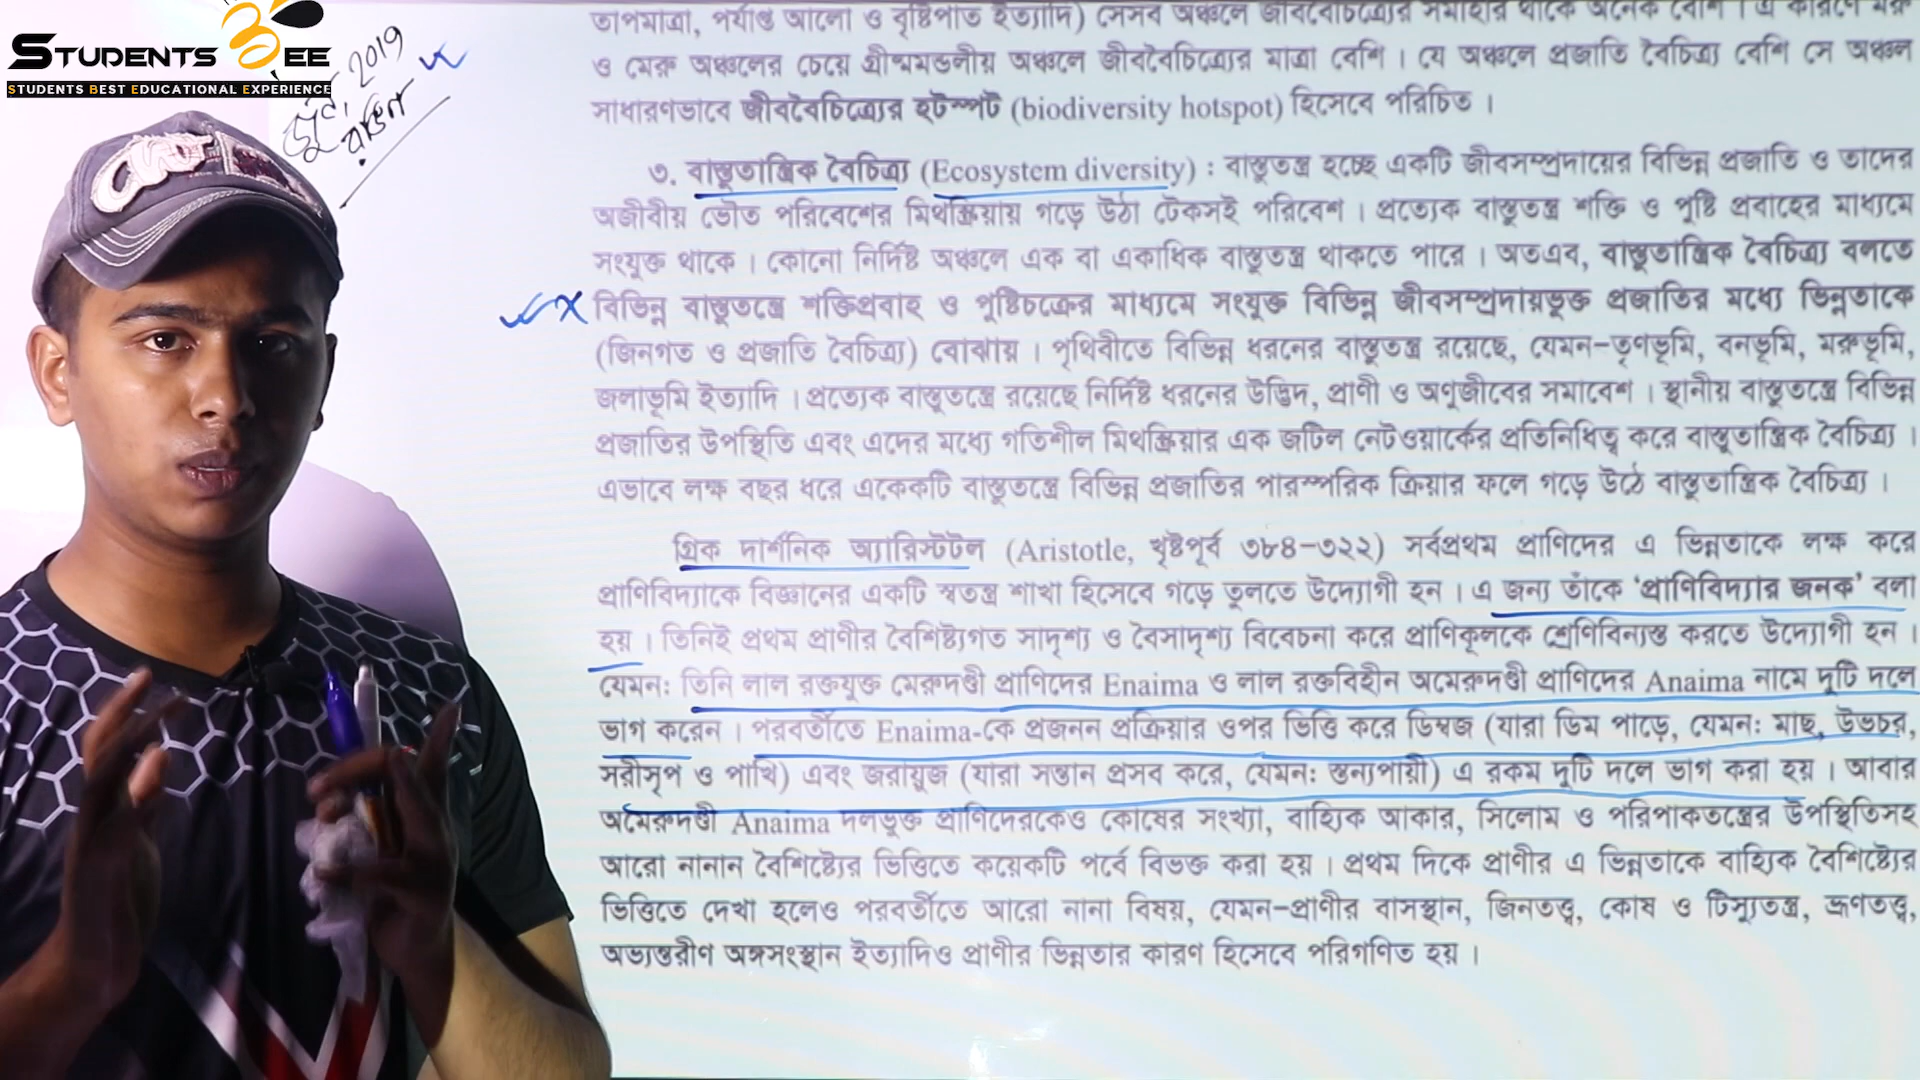 STUDENTS BEE
STUDENTS BEST EDUCATIONAL EXPERIENCE
2019
তাপমাত্রা, পর্যাপ্ত আলো ও বৃষ্টিপাত ইত্যাদি) সেসব অঞ্চলে জীববৈচিত্র্যের সমাহার থাকে অনেক বেশি। এ কারণে মরু
ও মেরু অঞ্চলের চেয়ে গ্রীষ্মমন্ডলীয় অঞ্চলে জীববৈচিত্র্যের মাত্রা বেশি। যে অঞ্চলে প্রজাতি বৈচিত্র্য বেশি সে অঞ্চল
সাধারণভাবে জীববৈচিত্র্যের হটস্পট (biodiversity hotspot) হিসেবে পরিচিত।
৩. বাস্তুতান্ত্রিক বৈচিত্র্য (Ecosystem diversity) : বাস্তুতন্ত্র হচ্ছে একটি জীবসম্প্রদায়ের বিভিন্ন প্রজাতি ও তাদের
অজীবীয় ভৌত পরিবেশের মিথষ্ক্রিয়ায় গড়ে উঠা টেকসই পরিবেশ। প্রত্যেক বাস্তুতন্ত্র শক্তি ও পুষ্টি প্রবাহের মাধ্যমে
সংযুক্ত থাকে। কোনো নির্দিষ্ট অঞ্চলে এক বা একাধিক বাস্তুতন্ত্র থাকতে পারে। অতএব, বাস্তুতান্ত্রিক বৈচিত্র্য বলতে
বিভিন্ন বাস্তুতন্ত্রে শক্তিপ্রবাহ ও পুষ্টিচক্রের মাধ্যমে সংযুক্ত বিভিন্ন জীবসম্প্রদায়ভুক্ত প্রজাতির মধ্যে ভিন্নতাকে
(জিনগত ও প্রজাতি বৈচিত্র্য) বোঝায়। পৃথিবীতে বিভিন্ন ধরনের বাস্তুতন্ত্র রয়েছে, যেমন-তৃণভূমি, বনভূমি, মরুভূমি,
জলাভূমি ইত্যাদি। প্রত্যেক বাস্তুতন্ত্রে রয়েছে নির্দিষ্ট ধরনের উদ্ভিদ, প্রাণী ও অণুজীবের সমাবেশ। স্থানীয় বাস্তুতন্ত্রে বিভিন্ন
প্রজাতির উপস্থিতি এবং এদের মধ্যে গতিশীল মিথষ্ক্রিয়ার এক জটিল নেটওয়ার্কের প্রতিনিধিত্ব করে বাস্তুতান্ত্রিক বৈচিত্র্য।
এভাবে লক্ষ বছর ধরে একেকটি বাস্তুতন্ত্রে বিভিন্ন প্রজাতির পারস্পরিক ক্রিয়ার ফলে গড়ে উঠে বাস্তুতান্ত্রিক বৈচিত্র্য।
গ্রিক দার্শনিক অ্যারিস্টটল (Aristotle, খৃষ্টপূর্ব ৩৮৪-৩২২) সর্বপ্রথম প্রাণিদের এ ভিন্নতাকে লক্ষ করে
প্রাণিবিদ্যাকে বিজ্ঞানের একটি স্বতন্ত্র শাখা হিসেবে গড়ে তুলতে উদ্যোগী হন। এ জন্য তাঁকে ‘প্রাণিবিদ্যার জনক’ বলা
হয়। তিনিই প্রথম প্রাণীর বৈশিষ্ট্যগত সাদৃশ্য ও বৈসাদৃশ্য বিবেচনা করে প্রাণিকূলকে শ্রেণিবিন্যস্ত করতে উদ্যোগী হন।
যেমন: তিনি লাল রক্তযুক্ত মেরুদণ্ডী প্রাণিদের Enaima ও লাল রক্তবিহীন অমেরুদণ্ডী প্রাণিদের Anaima নামে দুটি দলে
ভাগ করেন। পরবর্তীতে Enaima-কে প্রজনন প্রক্রিয়ার ওপর ভিত্তি করে ডিম্বজ (যারা ডিম পাড়ে, যেমন: মাছ, উভচর,
সরীসৃপ ও পাখি) এবং জরায়ুজ (যারা সন্তান প্রসব করে, যেমন: স্তন্যপায়ী) এ রকম দুটি দলে ভাগ করা হয়। আবার
অমেরুদণ্ডী Anaima দলভুক্ত প্রাণিদেরকেও কোষের সংখ্যা, বাহ্যিক আকার, সিলোম ও পরিপাকতন্ত্রের উপস্থিতিসহ
আরো নানান বৈশিষ্ট্যের ভিত্তিতে কয়েকটি পর্বে বিভক্ত করা হয়। প্রথম দিকে প্রাণীর এ ভিন্নতাকে বাহ্যিক বৈশিষ্ট্যের
ভিত্তিতে দেখা হলেও পরবর্তীতে আরো নানা বিষয়, যেমন-প্রাণীর বাসস্থান, জিনতত্ত্ব, কোষ ও টিস্যুতন্ত্র, ভ্রূণতত্ত্ব,
অভ্যন্তরীণ অঙ্গসংস্থান ইত্যাদিও প্রাণীর ভিন্নতার কারণ হিসেবে পরিগণিত হয়।